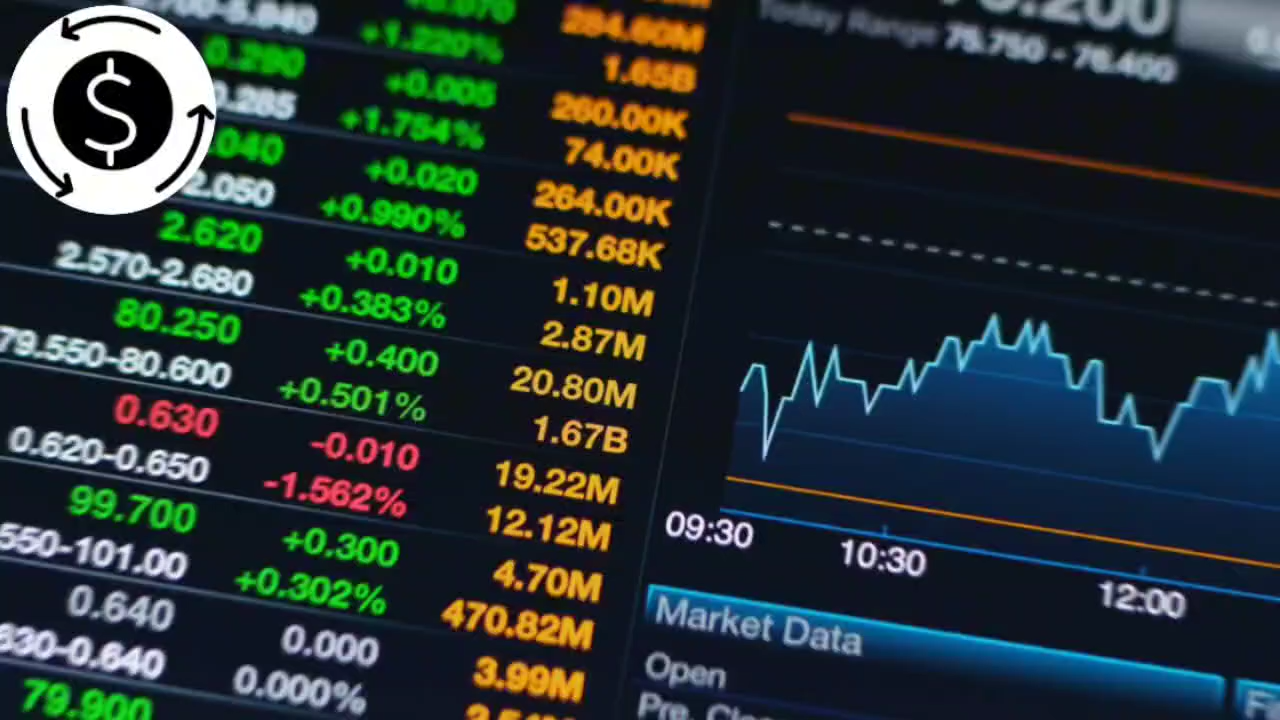 $
+1.220%
284.60M
1.65B
0.290
+0.005
260.00K
0.285
+1.754%
74.00K
.040
+0.020
264.00K
2.050
+0.990%
537.68K
2.620
+0.010
1.10M
2.570-2.680
+0.383%
2.87M
80.250
+0.400
20.80M
79.550-80.600
+0.501%
1.67B
0.630
-0.010
19.22M
0.620-0.650
-1.562%
12.12M
99.700
+0.300
4.70M
550-101.00
+0.302%
470.82M
0.640
0.000
3.99M
630-0.640
0.000%
79.900
Today Range 75.750 - 76.400
09:30
10:30
12:00
Market Data
Open